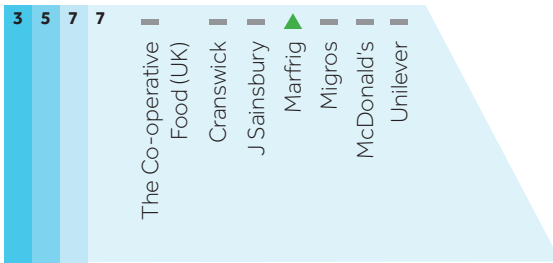 3 5 7 7
The Co-operative
Food (UK)
Cranswick
J Sainsbury
Marfrig
Migros
McDonald's
Unilever